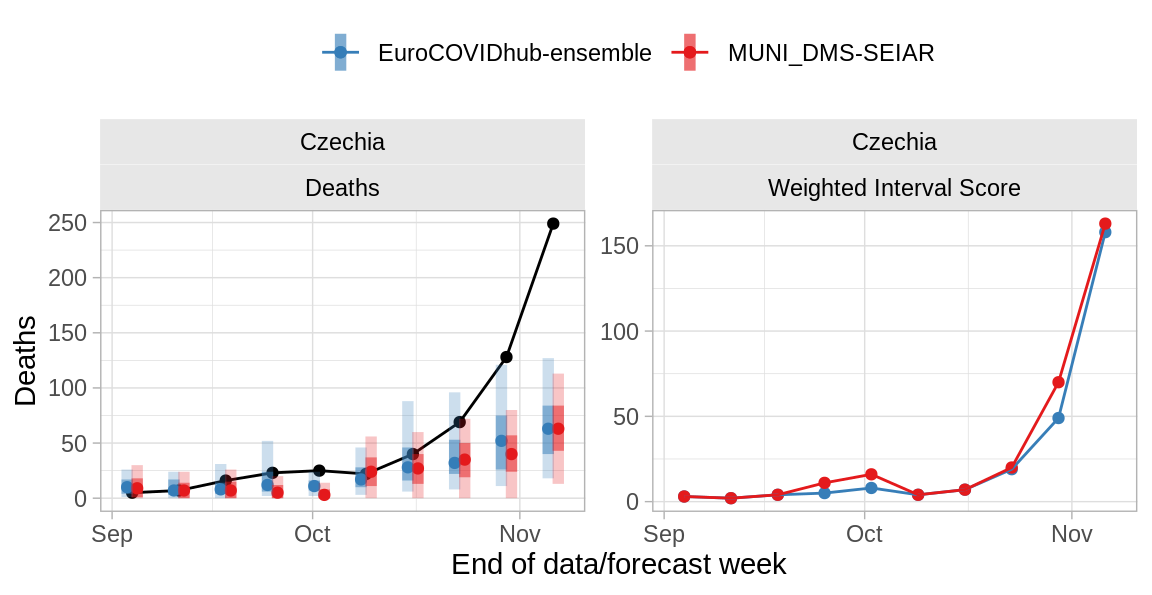 EuroCOVIDhub-ensemble MUNI_DMS-SEIAR
Czechia
Deaths
Deaths
250
200
150
100
50
0
Sep Oct Nov
Czechia
Weighted Interval Score
150
100
50
0
Sep Oct Nov
End of data/forecast week